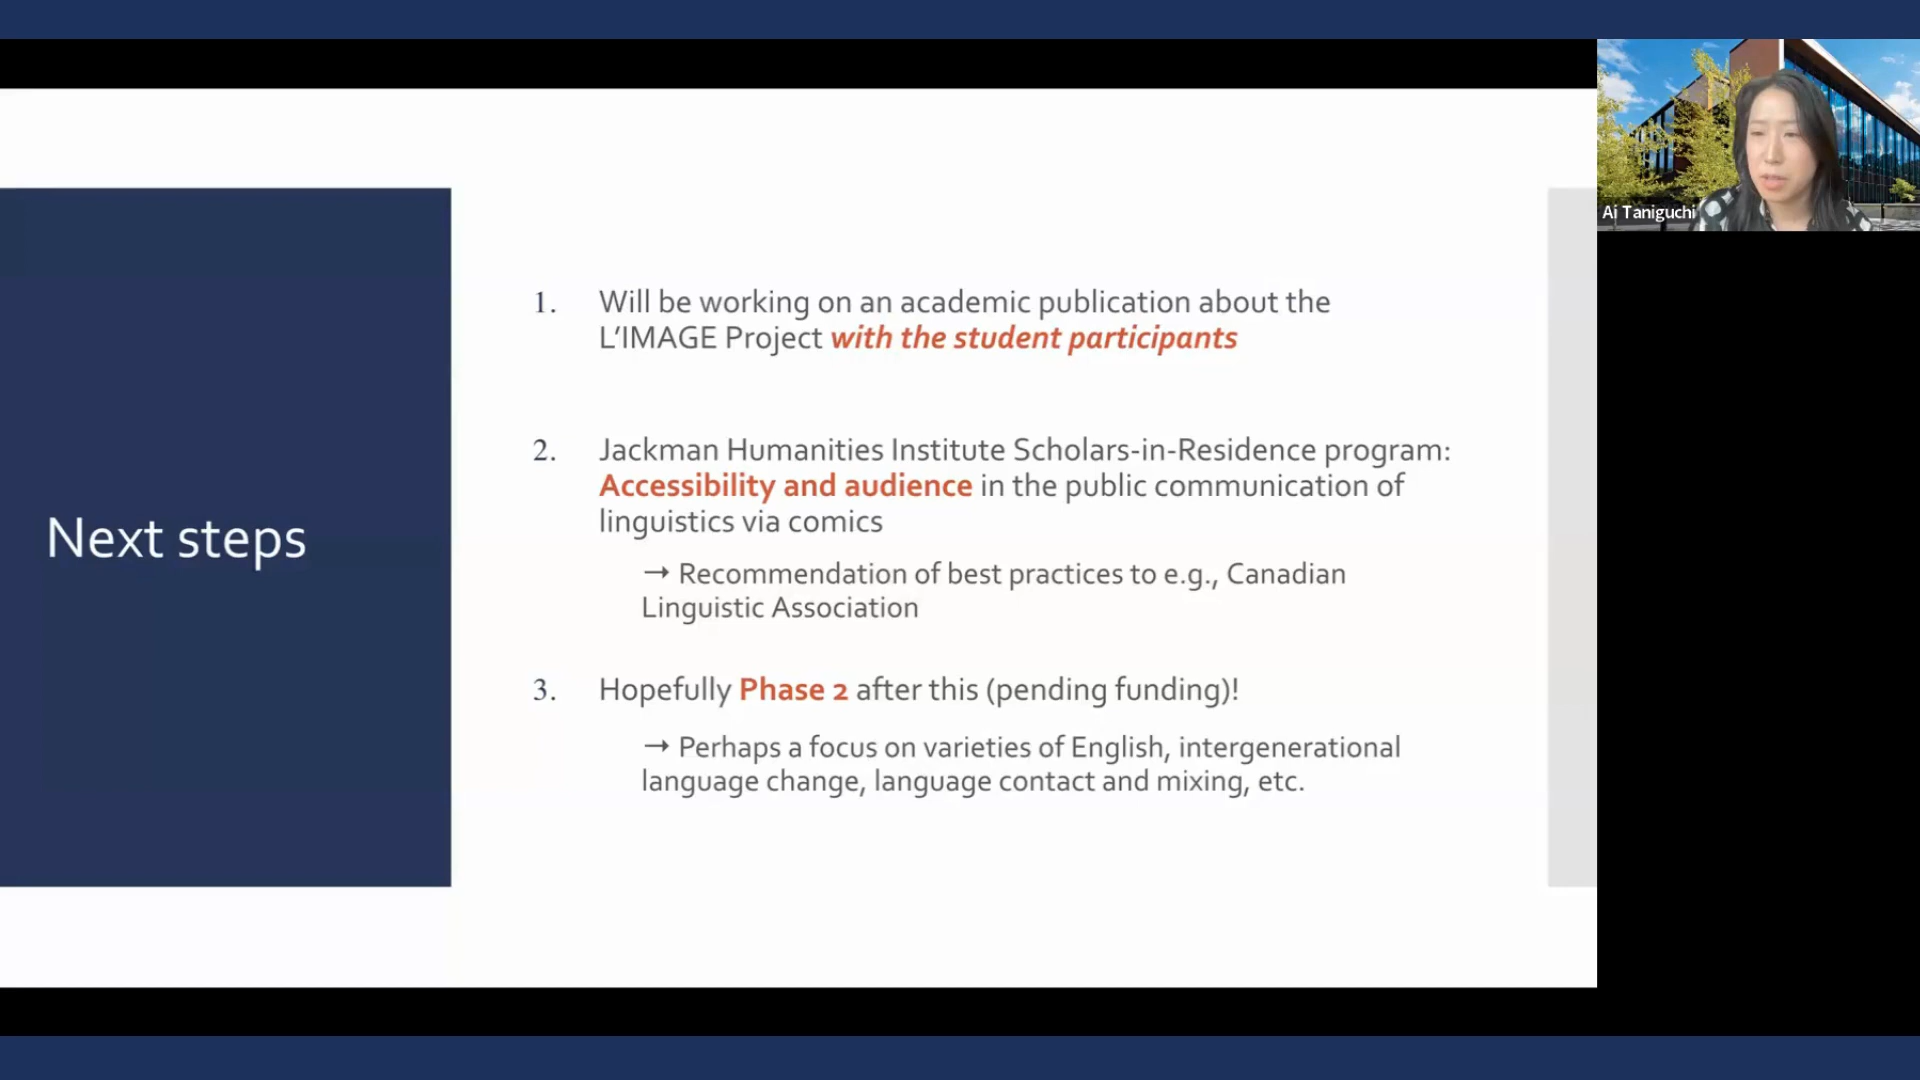 Ai Taniguchi
Next steps
1. Will be working on an academic publication about the
L'IMAGE Project with the student participants
2. Jackman Humanities Institute Scholars-in-Residence program:
Accessibility and audience in the public communication of
linguistics via comics
→ Recommendation of best practices to e.g., Canadian
Linguistic Association
3. Hopefully Phase 2 after this (pending funding)!
→ Perhaps a focus on varieties of English, intergenerational
language change, language contact and mixing, etc.